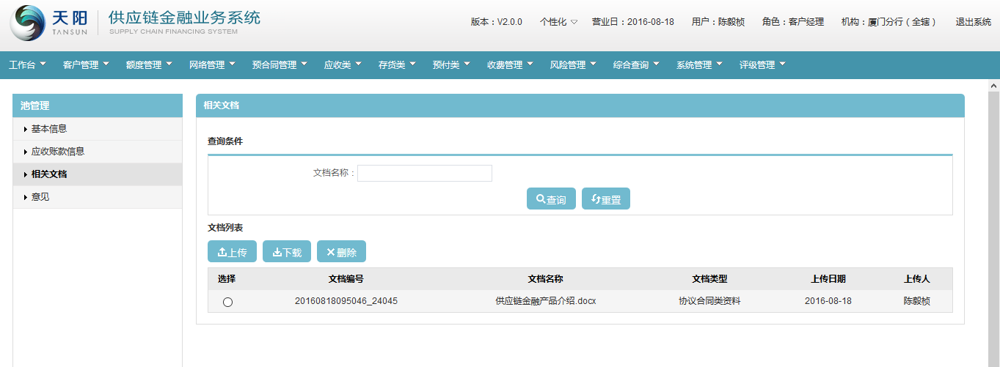 天阳
TANSUN
供应链金融业务系统
SUPPLY CHAIN FINANCING SYSTEM
版本：V2.0.0 个性化 营业日：2016-08-18 用户：陈毅桢 角色：客户经理 机构：厦门分行（全辖） 退出系统
工作台 客户管理 额度管理 网络管理 预合同管理 应收类 存货类 预付类 收费管理 风险管理 综合查询 系统管理 评级管理
池管理
基本信息
应收账款信息
相关文档
意见
相关文档
查询条件
文档名称：
查询 重置
文档列表
上传 下载 删除
选择 文档编号 文档名称 文档类型 上传日期 上传人
20160818095046_24045 供应链金融产品介绍.docx 协议合同类资料 2016-08-18 陈毅桢